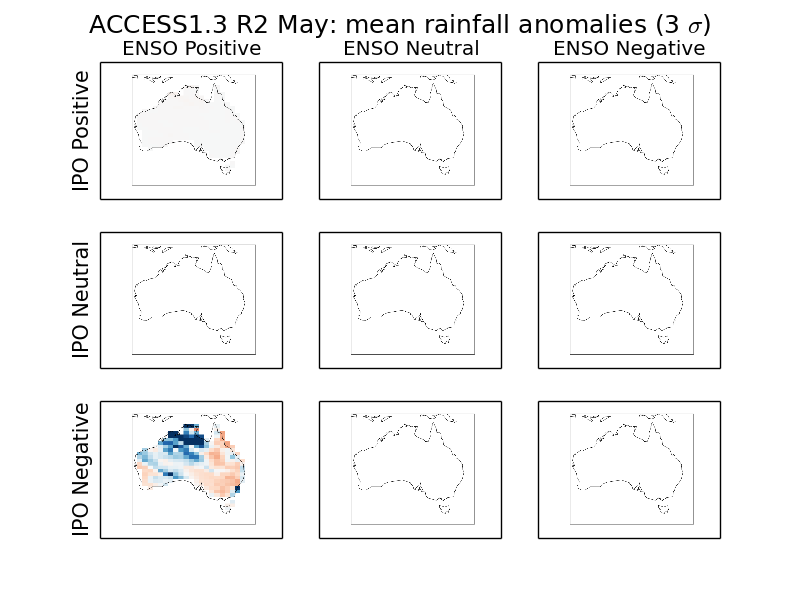 ACCESS1.3 R2 May: mean rainfall anomalies (3 σ)
ENSO Positive ENSO Neutral ENSO Negative
IPO Positive
IPO Neutral
IPO Negative